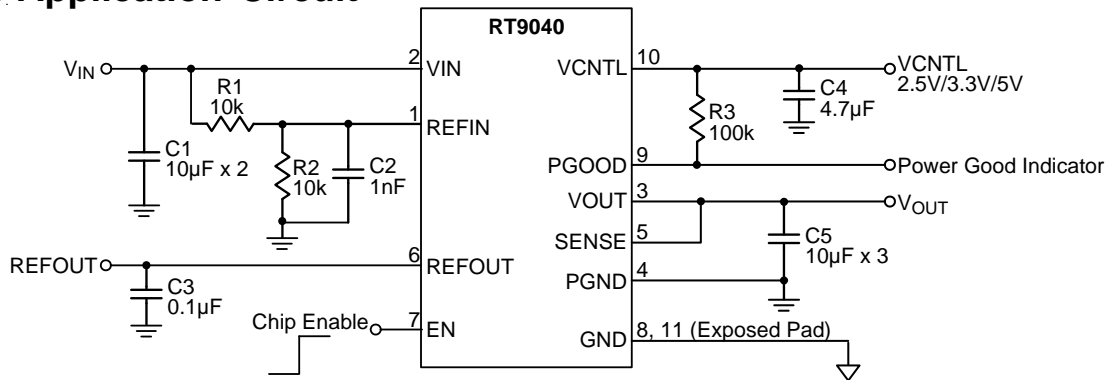 Application Circuit
RT9040
V_IN
2
VIN
R1
10k
1
REFIN
C1
10µF x 2
R2
10k
C2
1nF
REFOUT
6
REFOUT
C3
0.1µF
Chip Enable
7
EN
VCNTL
10
VCNTL
2.5V/3.3V/5V
C4
4.7µF
R3
100k
PGOOD
9
Power Good Indicator
VOUT
3
V_OUT
SENSE
5
C5
10µF x 3
PGND
4
GND
8, 11 (Exposed Pad)